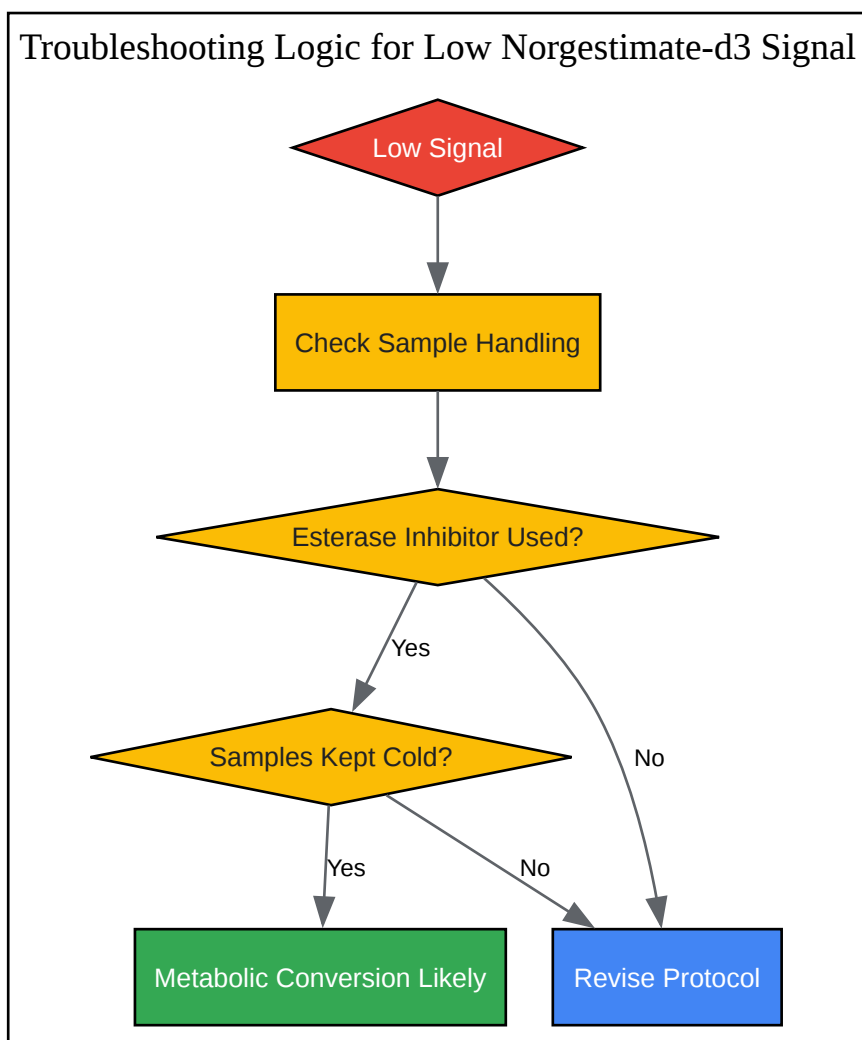 Troubleshooting Logic for Low Norgestimate-d3 Signal
Low Signal
Check Sample Handling
Esterase Inhibitor Used?
Yes
Samples Kept Cold?
No
Yes
No
Metabolic Conversion Likely
Revise Protocol